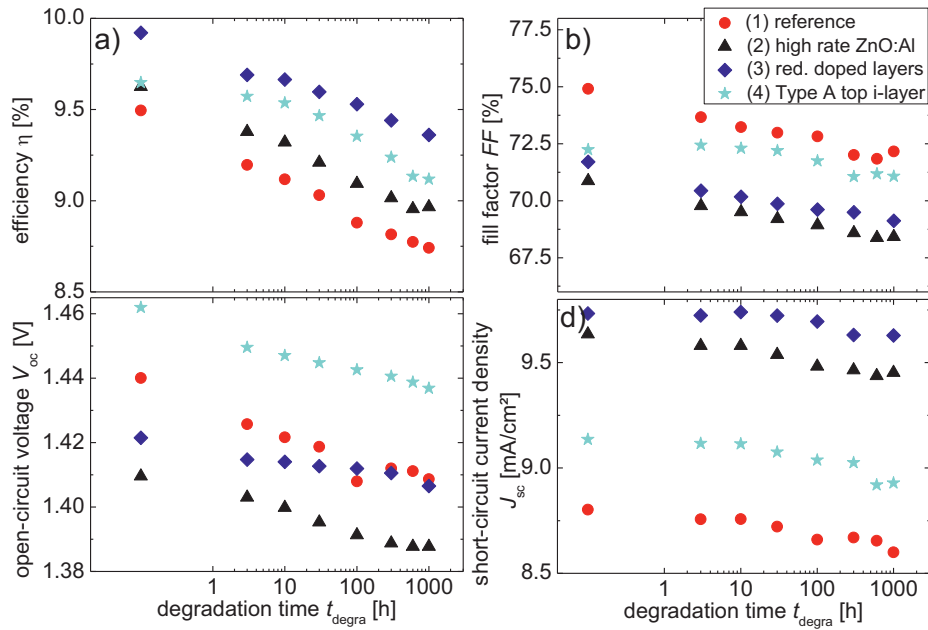 a)
10.0
9.5
9.0
8.5
efficiency η [%]
b)
75.0
72.5
70.0
67.5
fill factor FF [%]
(1) reference
(2) high rate ZnO:Al
(3) red. doped layers
(4) Type A top i-layer
1.46
1.44
1.42
1.40
1.38
open-circuit voltage Voc [V]
1 10 100 1000
degradation time tdegra [h]
d)
9.5
9.0
8.5
short-circuit current density
Jsc [mA/cm²]
1 10 100 1000
degradation time tdegra [h]